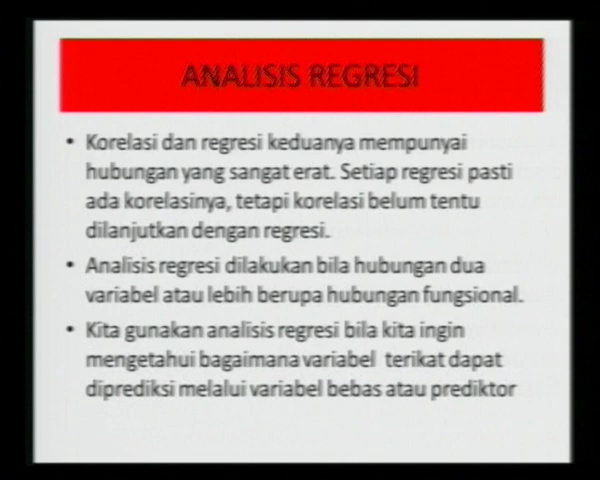 ANALISIS REGRESI
• Korelasi dan regresi keduanya mempunyai
hubungan yang sangat erat. Setiap regresi pasti
ada korelasinya, tetapi korelasi belum tentu
dilanjutkan dengan regresi.
• Analisis regresi dilakukan bila hubungan dua
variabel atau lebih berupa hubungan fungsional.
• Kita gunakan analisis regresi bila kita ingin
mengetahui bagaimana variabel terikat dapat
diprediksi melalui variabel bebas atau prediktor